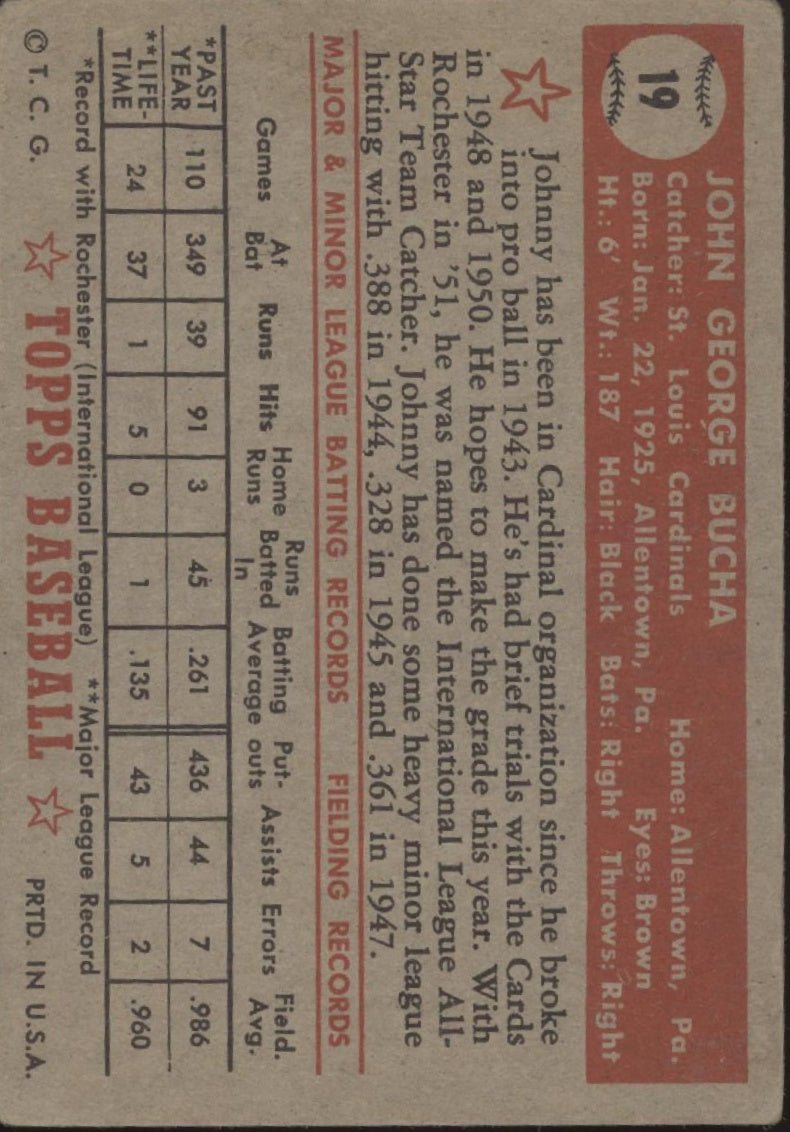 19
JOHN GEORGE BUCHA
Catcher: St. Louis Cardinals Home: Allentown, Pa.
Born: Jan. 22, 1925, Allentown, Pa. Eyes: Brown
Ht.: 6' Wt.: 187 Hair: Black Bats: Right Throws: Right
Johnny has been in Cardinal organization since he broke
into pro ball in 1943. He's had brief trials with the Cards
in 1948 and 1950. He hopes to make the grade this year. With
Rochester in '51, he was named the International League All-
Star Team Catcher. Johnny has done some heavy minor league
hitting with .388 in 1944, .328 in 1945 and .361 in 1947.
MAJOR & MINOR LEAGUE BATTING RECORDS FIELDING RECORDS
Games At Bat Runs Hits Home Runs Runs Batted In Batting Average Put-outs Assists Errors Field. Avg.
*PAST YEAR 110 349 39 91 3 45 .261 436 44 7 .986
**LIFE-TIME 24 37 1 5 0 1 .135 43 5 2 .960
*Record with Rochester (International League) **Major League Record
© T. C. G. TOPPS BASEBALL PRTD. IN U.S.A.